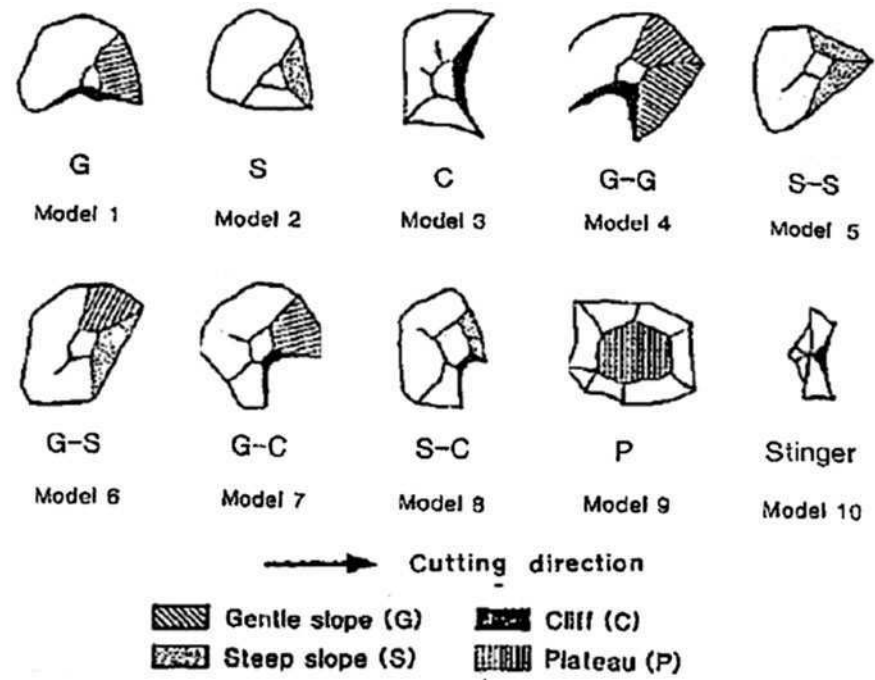 G S C G-G S-S
Model 1 Model 2 Model 3 Model 4 Model 5
G-S G-C S-C P Stinger
Model 6 Model 7 Model 8 Model 9 Model 10
Cutting direction
Gentle slope (G) Cliff (C)
Steep slope (S) Plateau (P)